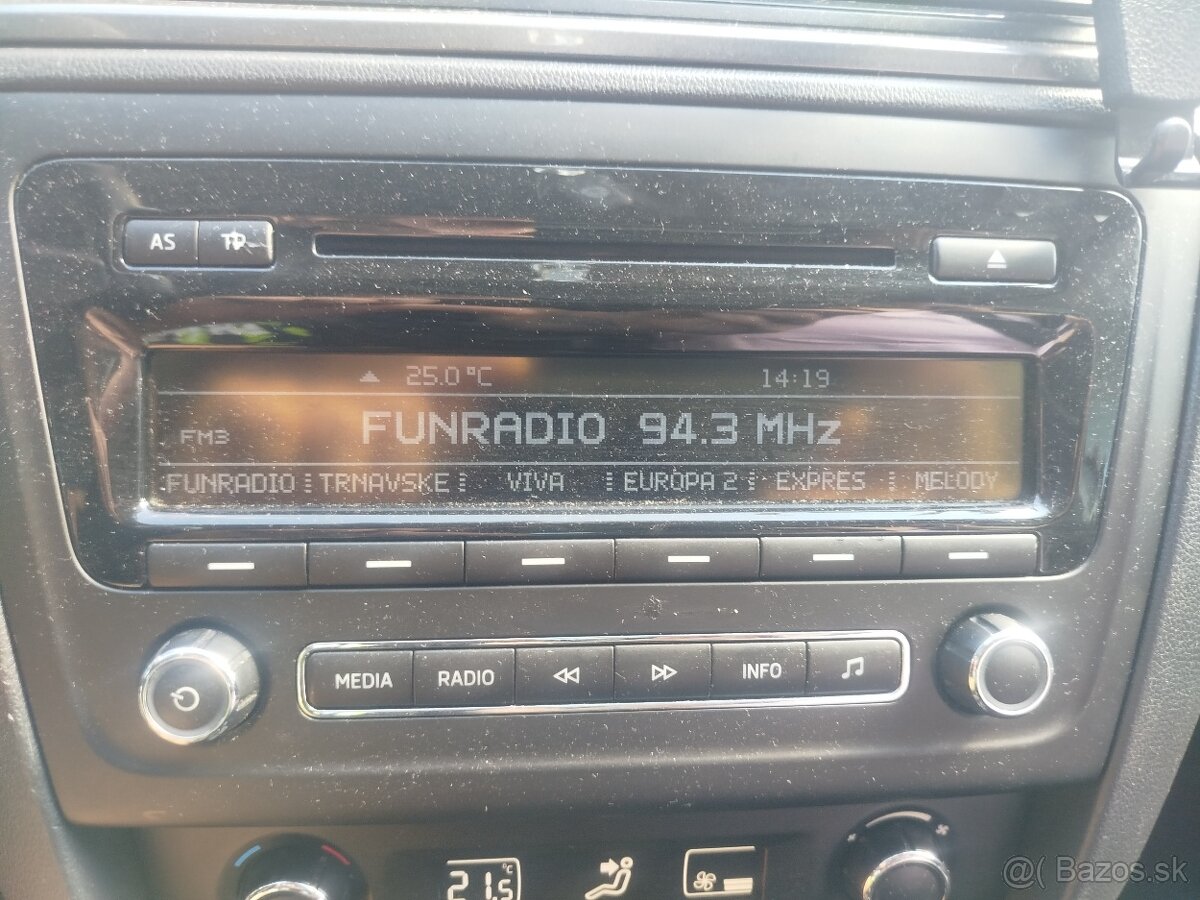 AS TP
25.0 °C 14:19
FM3 FUNRADIO 94.3 MHz
FUNRADIO TRNAVSKE VIVA EUROPA 2 EXPRES MELODY
MEDIA RADIO INFO
21.5 °C
@( Bazos.sk